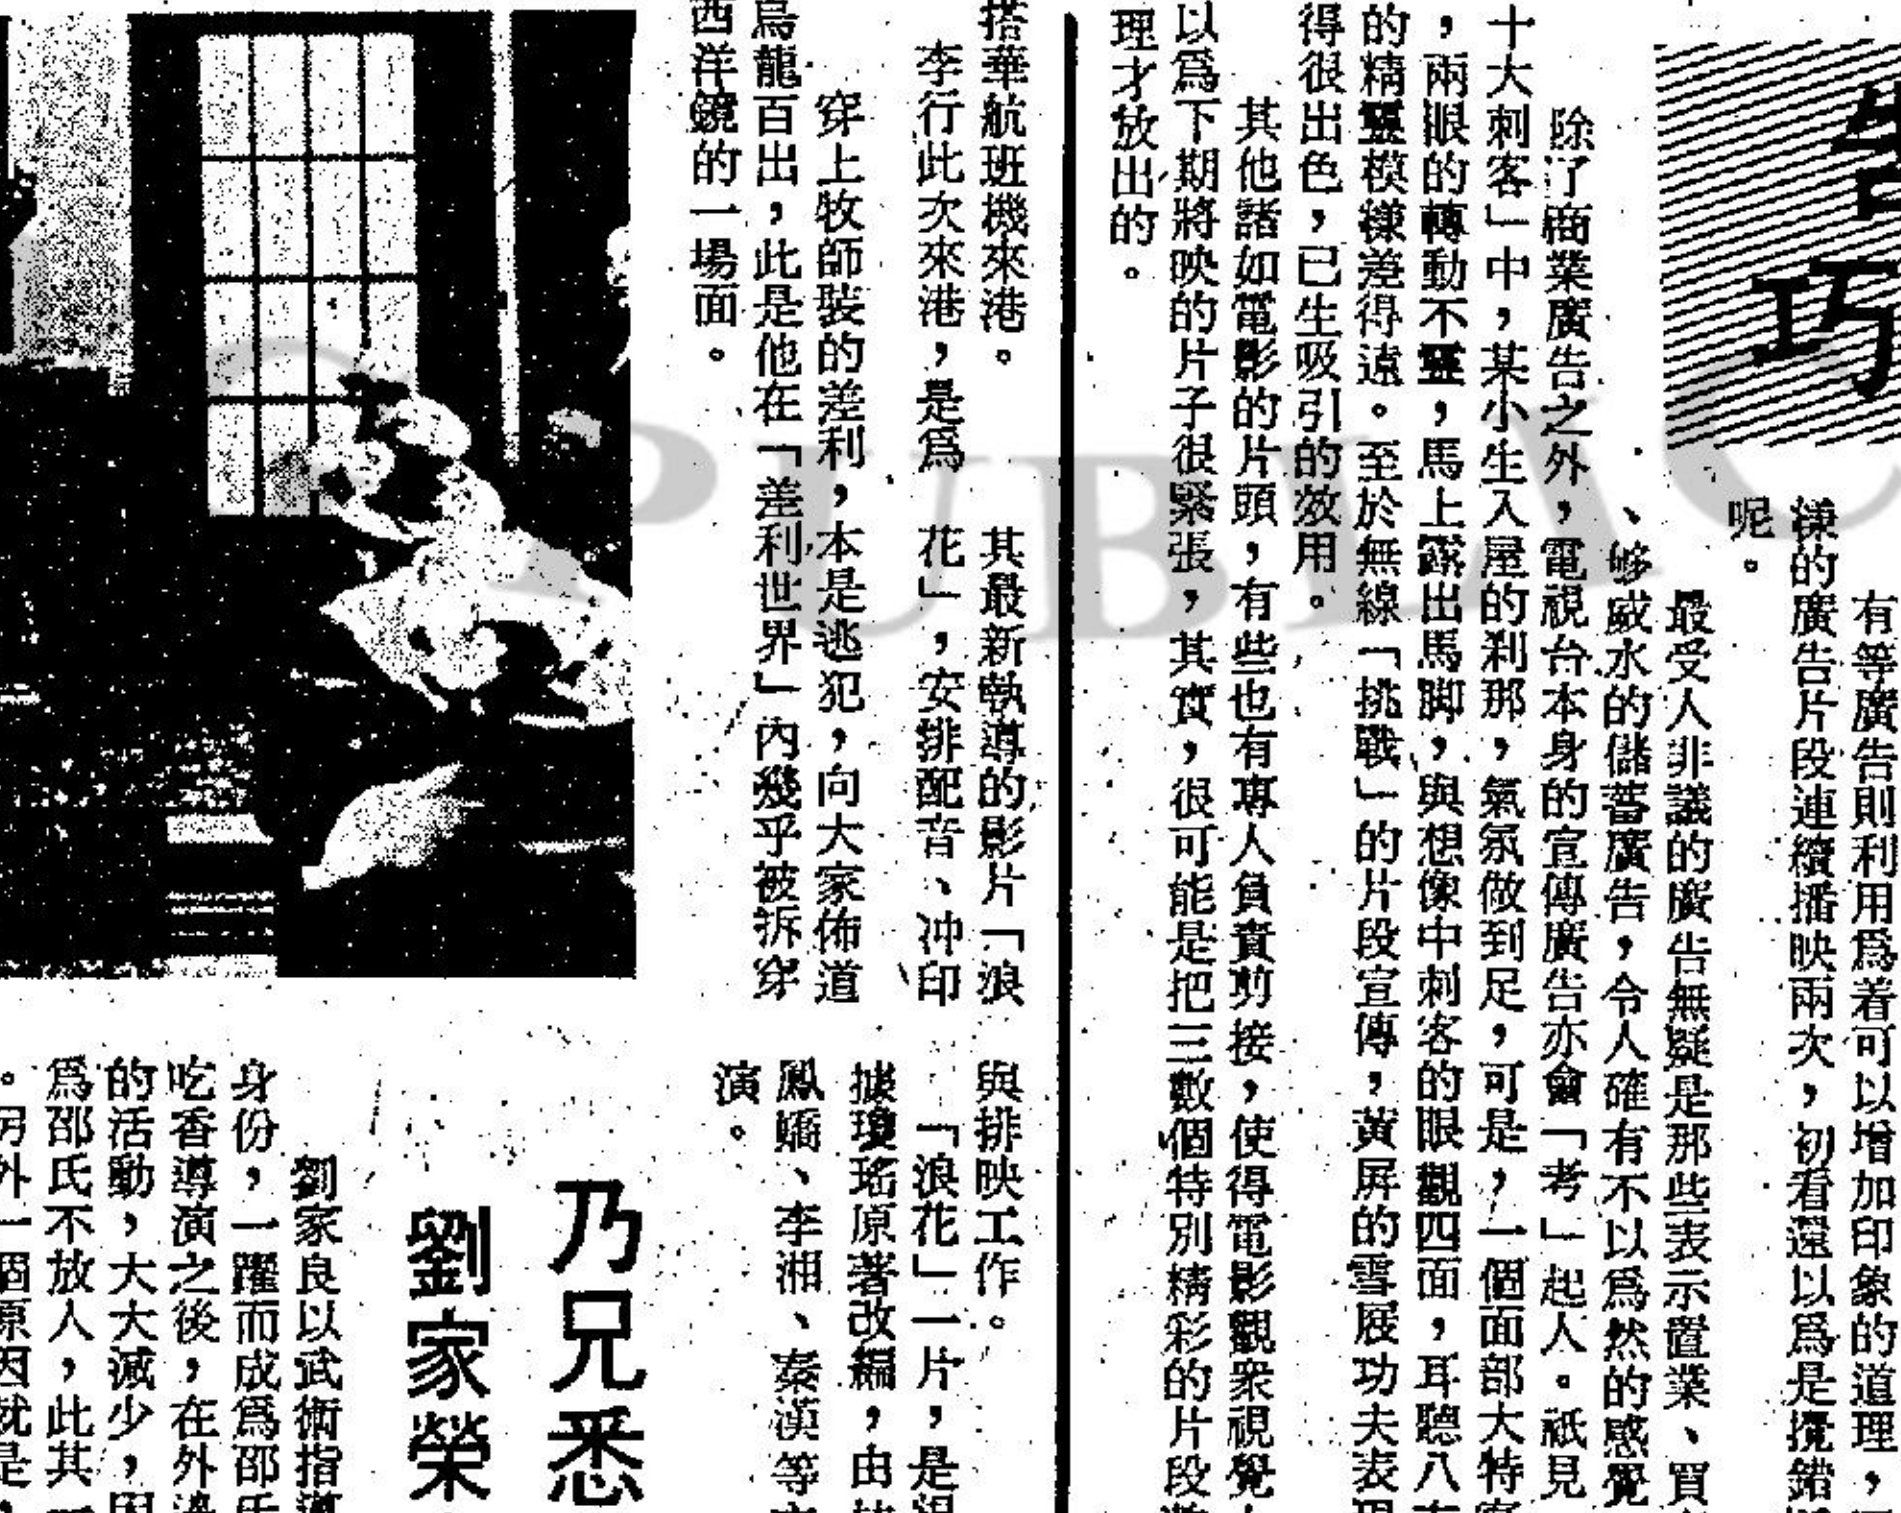 巧
有等廣告則利用爲着可以增加印象的道理，
樣的廣告片段連續播映兩次，初看還以爲是攪錯
呢。
最受人非議的廣告無疑是那些表示置業、買
、够威水的儲蓄廣告，令人確有不以爲然的感覺
除了商業廣告之外，電視台本身的宣傳廣告亦會「考」起人。祇見
十大刺客」中，某小生入屋的刹那，氣氛做到足，可是，一個面部大特
，兩眼的轉動不靈，馬上露出馬脚，與想像中刺客的眼觀四面，耳聽八
的精靈模樣差得遠。至於無線「挑戰」的片段宣傳，黃屏的雪展功夫表
得很出色，已生吸引的效用。
其他諸如電影的片頭，有些也有專人負責剪接，使得電影觀衆視覺
以爲下期將映的片子很緊張，其實，很可能是把三數個特別精彩的片段
理才放出的。
搭華航班機來港。
李行此次來港，是爲
其最新執導的影片「浪
花」，安排配音、冲印
與排映工作。
「浪花」一片，是
據瓊瑤原著改編，由
鳳嬌、李湘、秦漢等
演。
穿上牧師裝的差利，本是逃犯，向大家佈道
烏龍百出，此是他在「差利世界」內幾乎被拆穿
西洋鏡的一場面。
乃兄悉
劉家榮
劉家良以武術指
身份，一躍而成爲邵氏
吃香導演之後，在外
的活動，大大減少，因
爲邵氏不放人，此其一
。另外一個原因就是，
PUBLIC